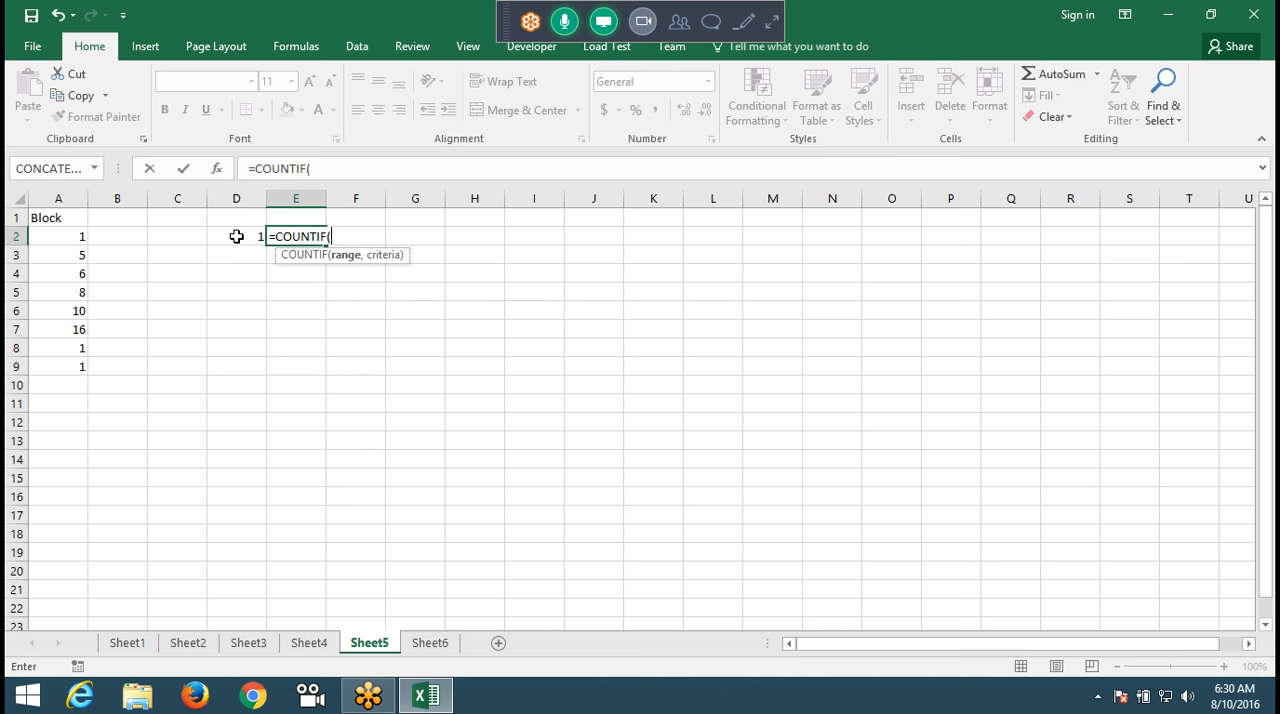 Sign in
File Home Insert Page Layout Formulas Data Review View Developer Load Test Team Tell me what you want to do Share
Cut
Copy
Format Painter
Paste
Clipboard
11
B I U
Font
Wrap Text
Merge & Center
Alignment
General
$ % ,
Number
Conditional Formatting
Format as Table
Cell Styles
Styles
Insert Delete Format
Cells
AutoSum
Fill
Clear
Sort & Filter
Find & Select
Editing
CONCATE... fx =COUNTIF(
A B C D E F G H I J K L M N O P Q R S T U
1 Block
2 1 1 =COUNTIF(
COUNTIF(range, criteria)
3 5
4 6
5 8
6 10
7 16
8 1
9 1
10
11
12
13
14
15
16
17
18
19
20
21
22
23
Sheet1 Sheet2 Sheet3 Sheet4 Sheet5 Sheet6
Enter 100%
6:30 AM
8/10/2016